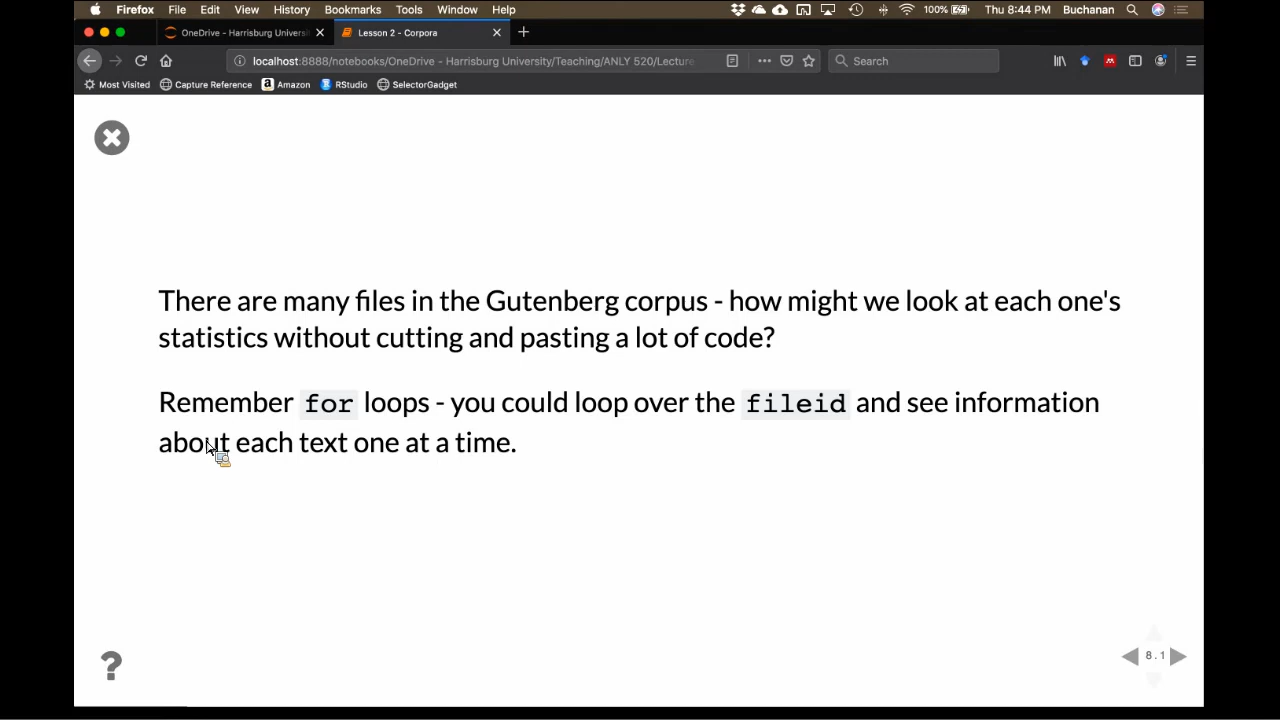 Firefox File Edit View History Bookmarks Tools Window Help 100% Thu 8:44 PM Buchanan
OneDrive - Harrisburg Universi Lesson 2 - Corpora
localhost:8888/notebooks/OneDrive - Harrisburg University/Teaching/ANLY 520/Lecture Search
Most Visited Capture Reference Amazon RStudio SelectorGadget
There are many files in the Gutenberg corpus - how might we look at each one's
statistics without cutting and pasting a lot of code?
Remember for loops - you could loop over the fileid and see information
about each text one at a time.
?
8.1